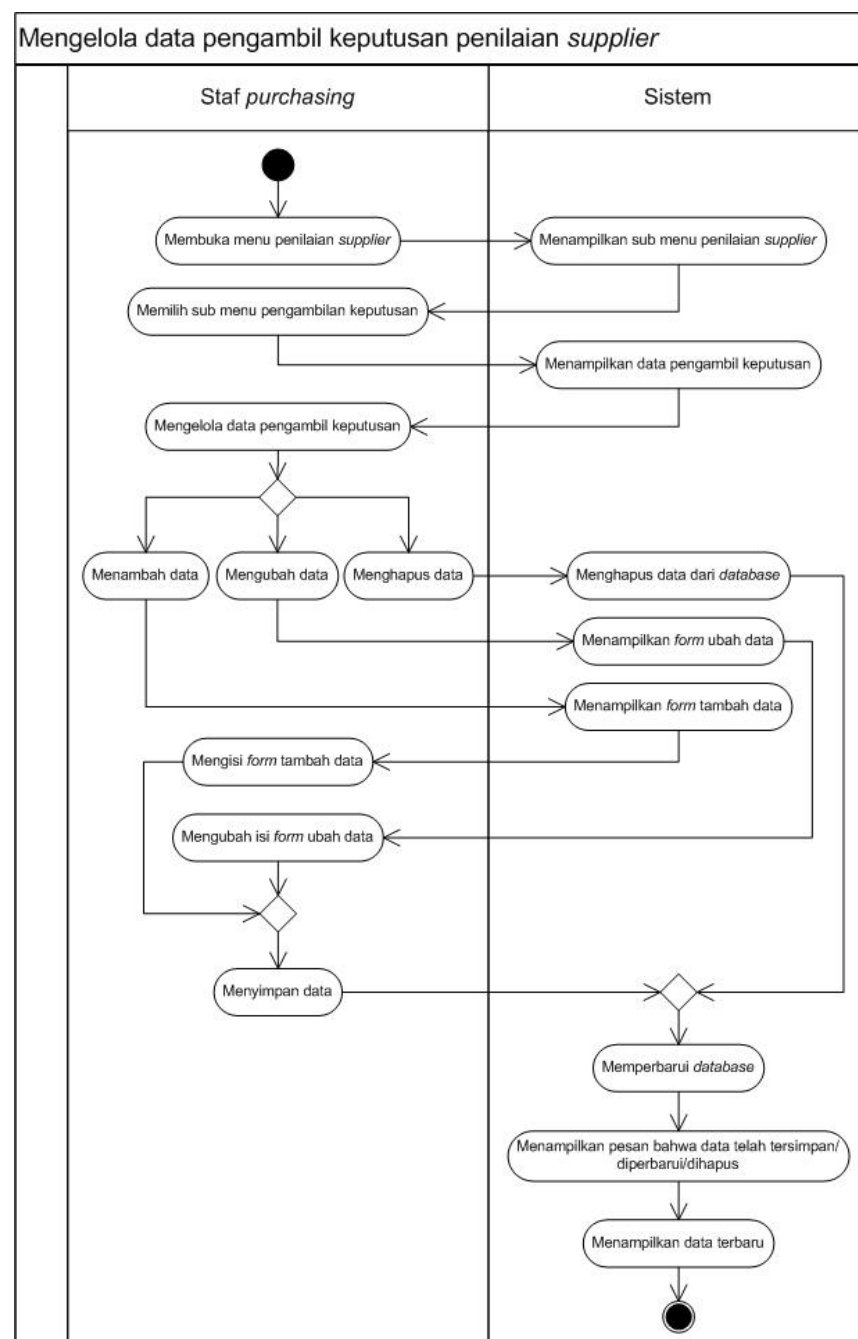 Mengelola data pengambil keputusan penilaian supplier
Staf purchasing
Sistem
Membuka menu penilaian supplier
Menampilkan sub menu penilaian supplier
Memilih sub menu pengambilan keputusan
Menampilkan data pengambil keputusan
Mengelola data pengambil keputusan
Menambah data
Mengubah data
Menghapus data
Menghapus data dari database
Menampilkan form ubah data
Menampilkan form tambah data
Mengisi form tambah data
Mengubah isi form ubah data
Menyimpan data
Memperbarui database
Menampilkan pesan bahwa data telah tersimpan/
diperbarui/dihapus
Menampilkan data terbaru